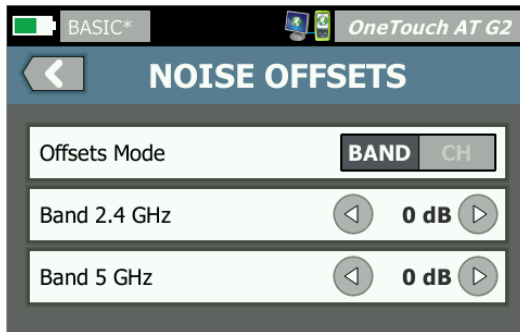 BASIC*
OneTouch AT G2
NOISE OFFSETS
Offsets Mode BAND CH
Band 2.4 GHz 0 dB
Band 5 GHz 0 dB